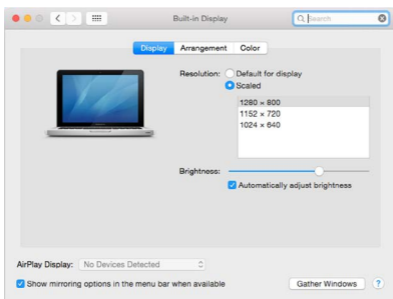 Built-in Display
Search
Display Arrangement Color
Resolution: Default for display
Scaled
1280 × 800
1152 × 720
1024 × 640
Brightness:
Automatically adjust brightness
AirPlay Display: No Devices Detected
Show mirroring options in the menu bar when available
Gather Windows ?